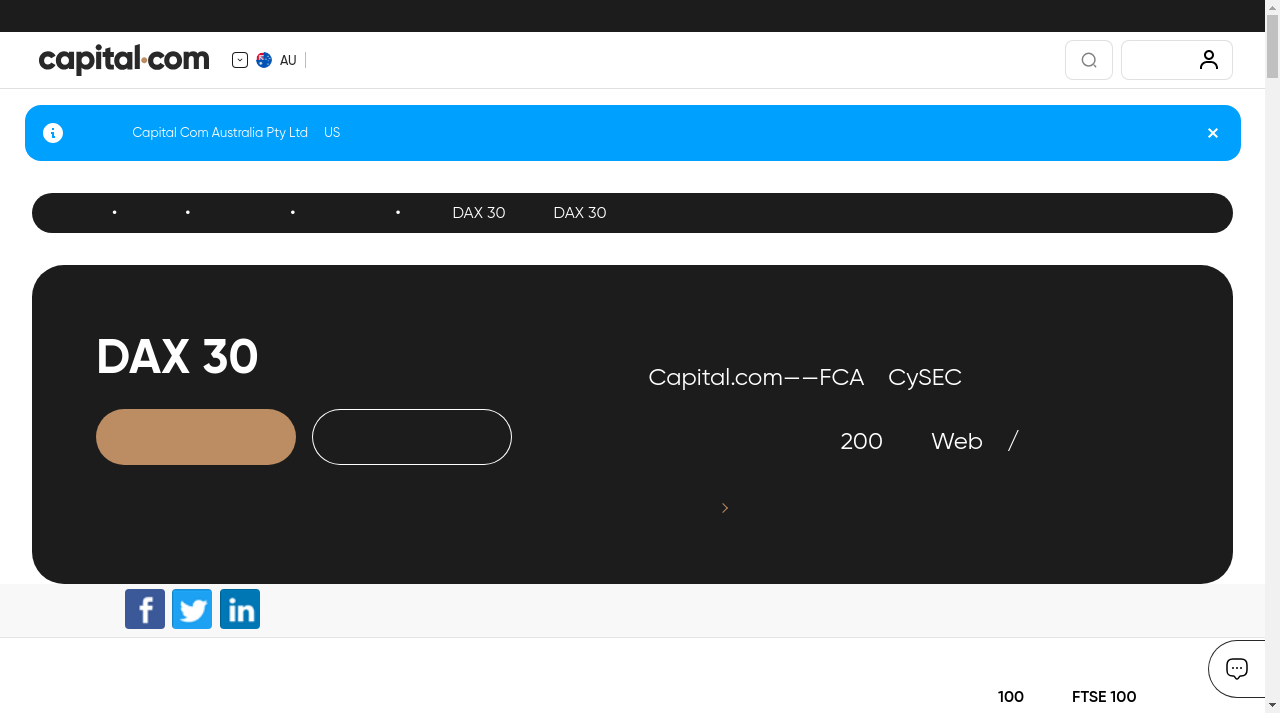 capital.com
AU
Capital Com Australia Pty Ltd US
• • • • DAX 30 DAX 30
DAX 30
Capital.com——FCA CySEC
200 Web /
100 FTSE 100